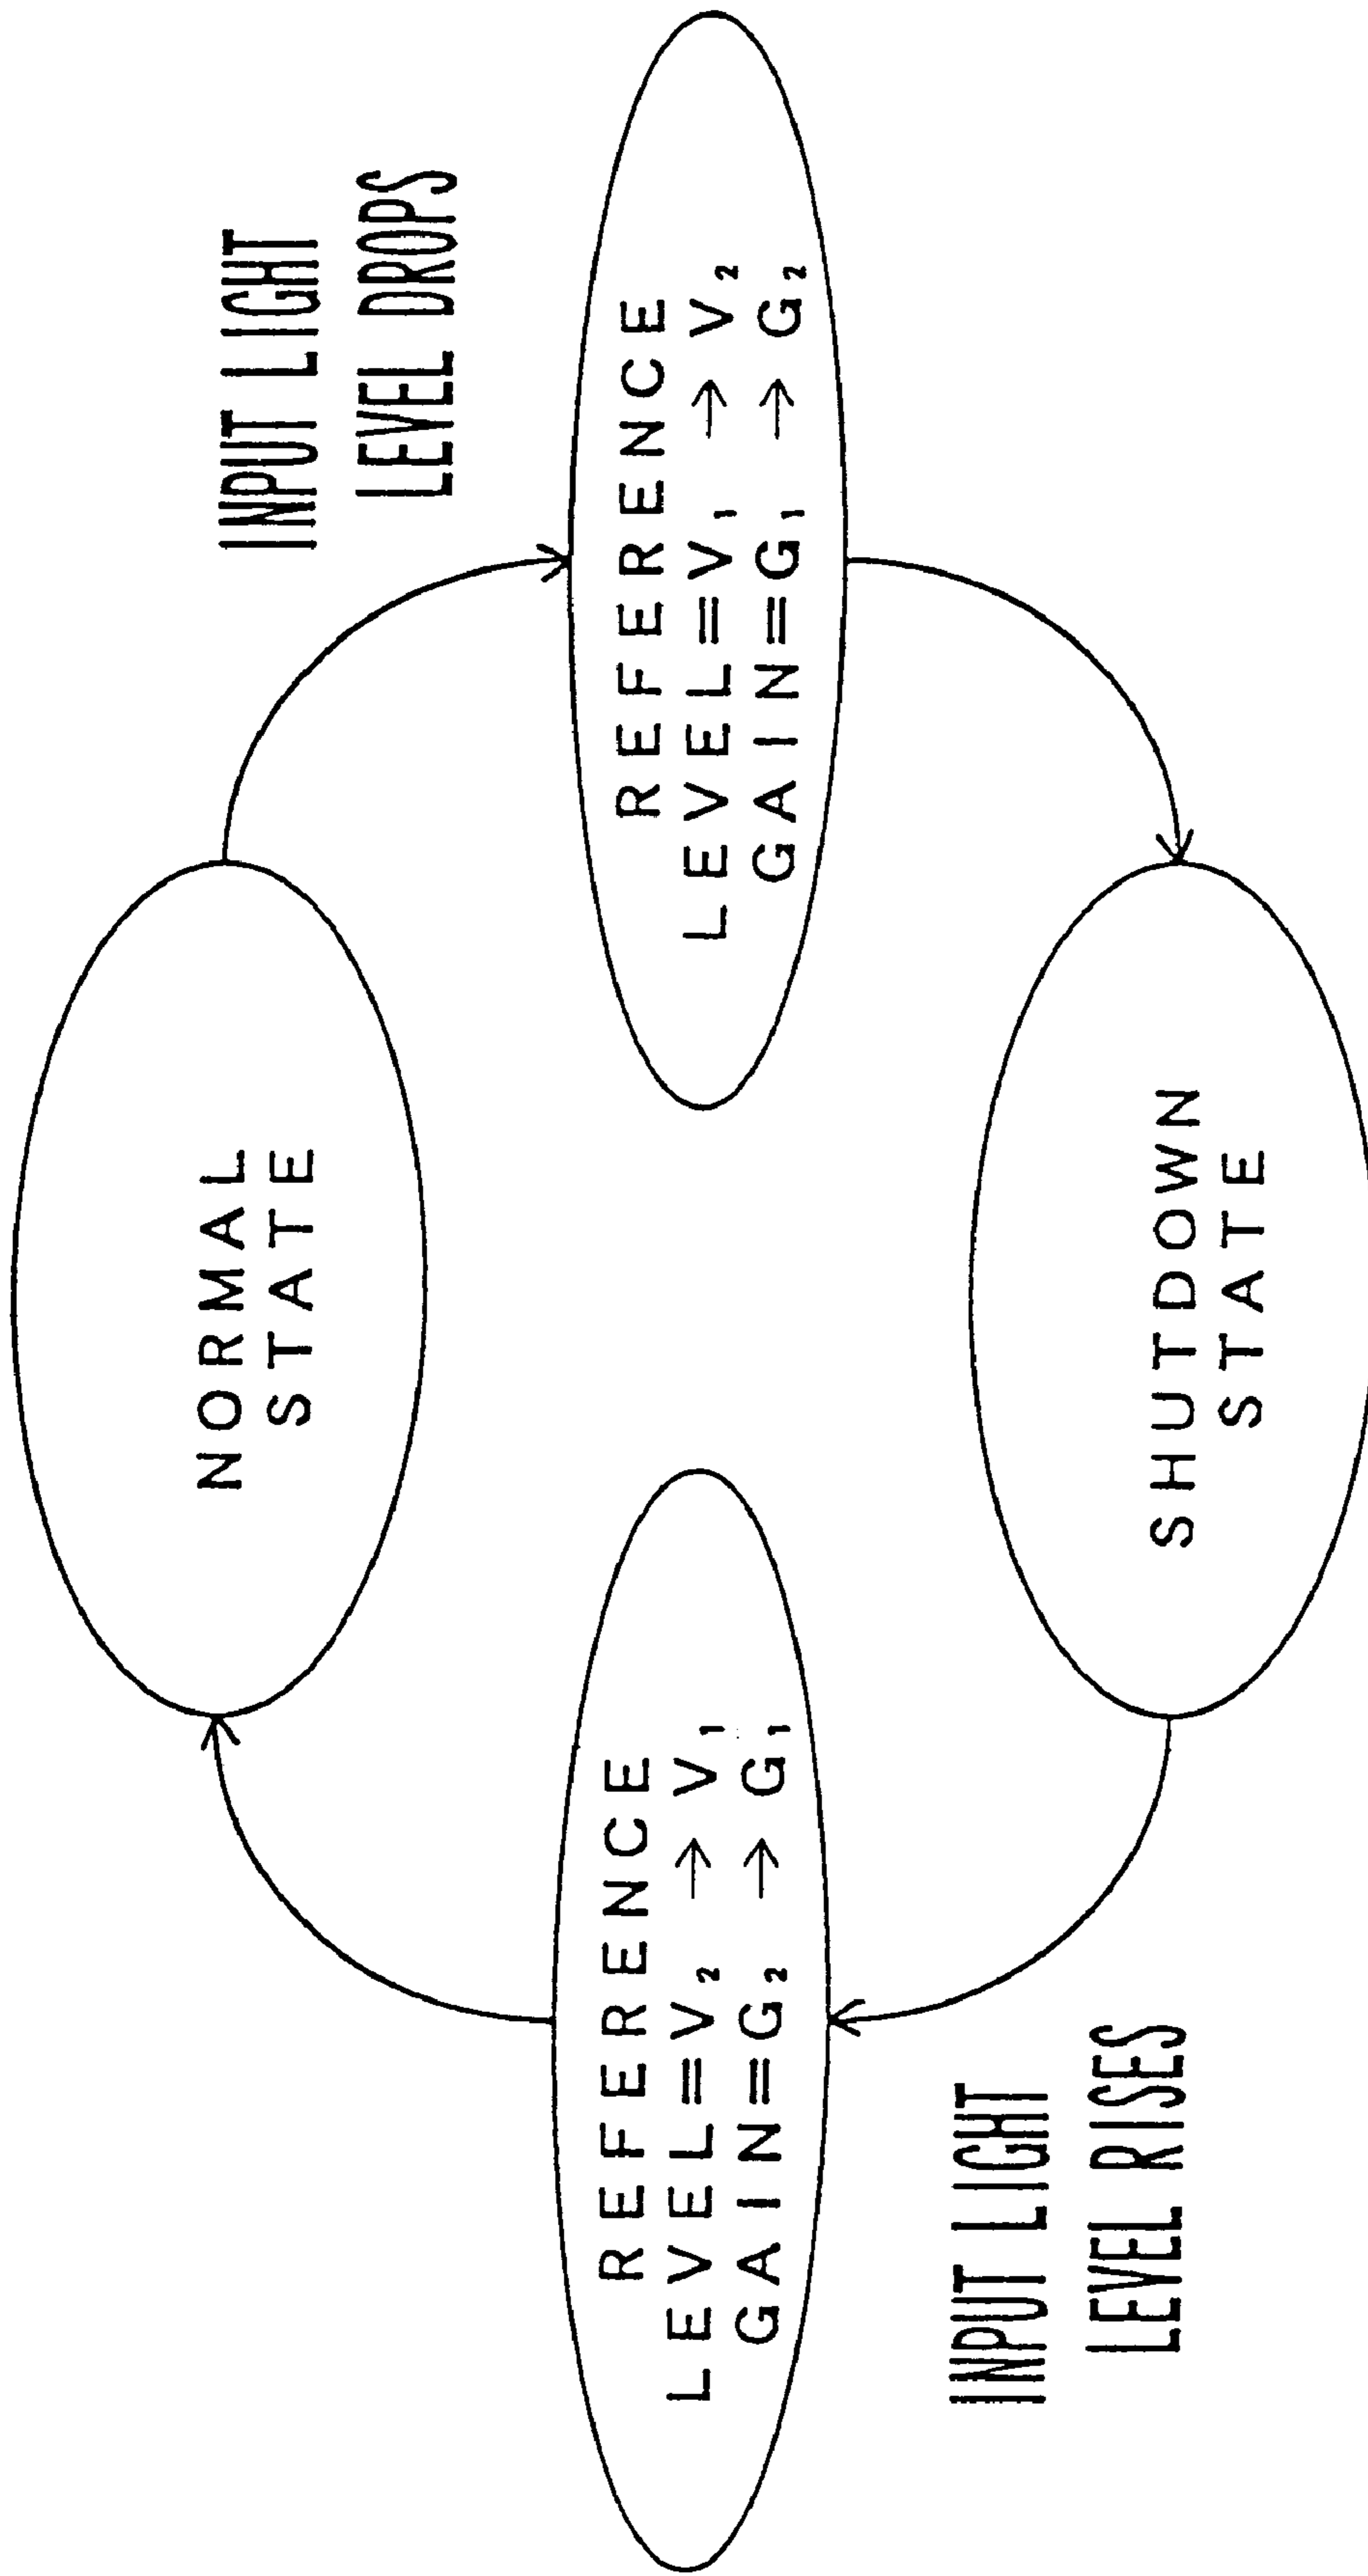 NORMAL
STATE
INPUT LIGHT
LEVEL DROPS
REFERENCE
LEVEL=V₁ → V₂
GAIN=G₁ → G₂
SHUTDOWN
STATE
INPUT LIGHT
LEVEL RISES
REFERENCE
LEVEL=V₂ → V₁
GAIN=G₂ → G₁